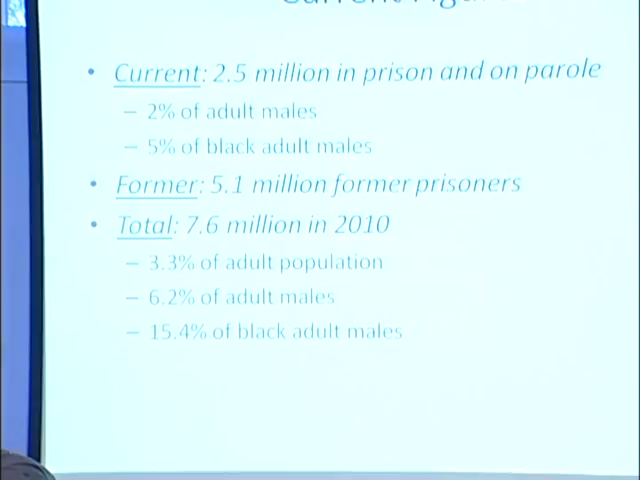 • Current: 2.5 million in prison and on parole
– 2% of adult males
– 5% of black adult males
• Former: 5.1 million former prisoners
• Total: 7.6 million in 2010
– 3.3% of adult population
– 6.2% of adult males
– 15.4% of black adult males